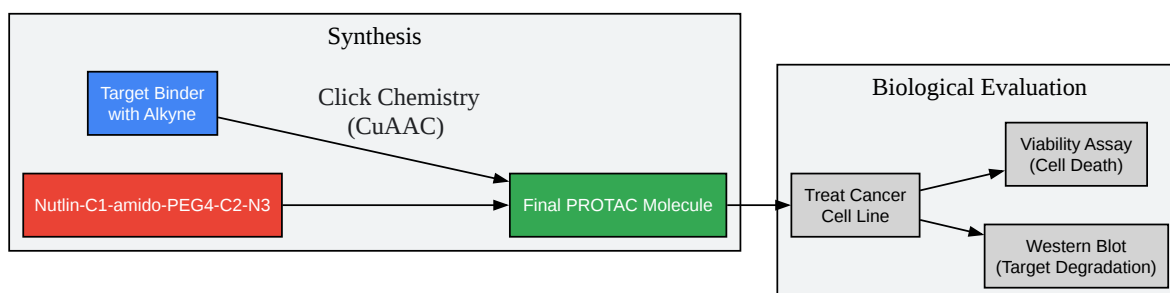 Synthesis
Target Binder
with Alkyne
Click Chemistry
(CuAAC)
Nutlin-C1-amido-PEG4-C2-N3
Final PROTAC Molecule
Biological Evaluation
Treat Cancer
Cell Line
Viability Assay
(Cell Death)
Western Blot
(Target Degradation)